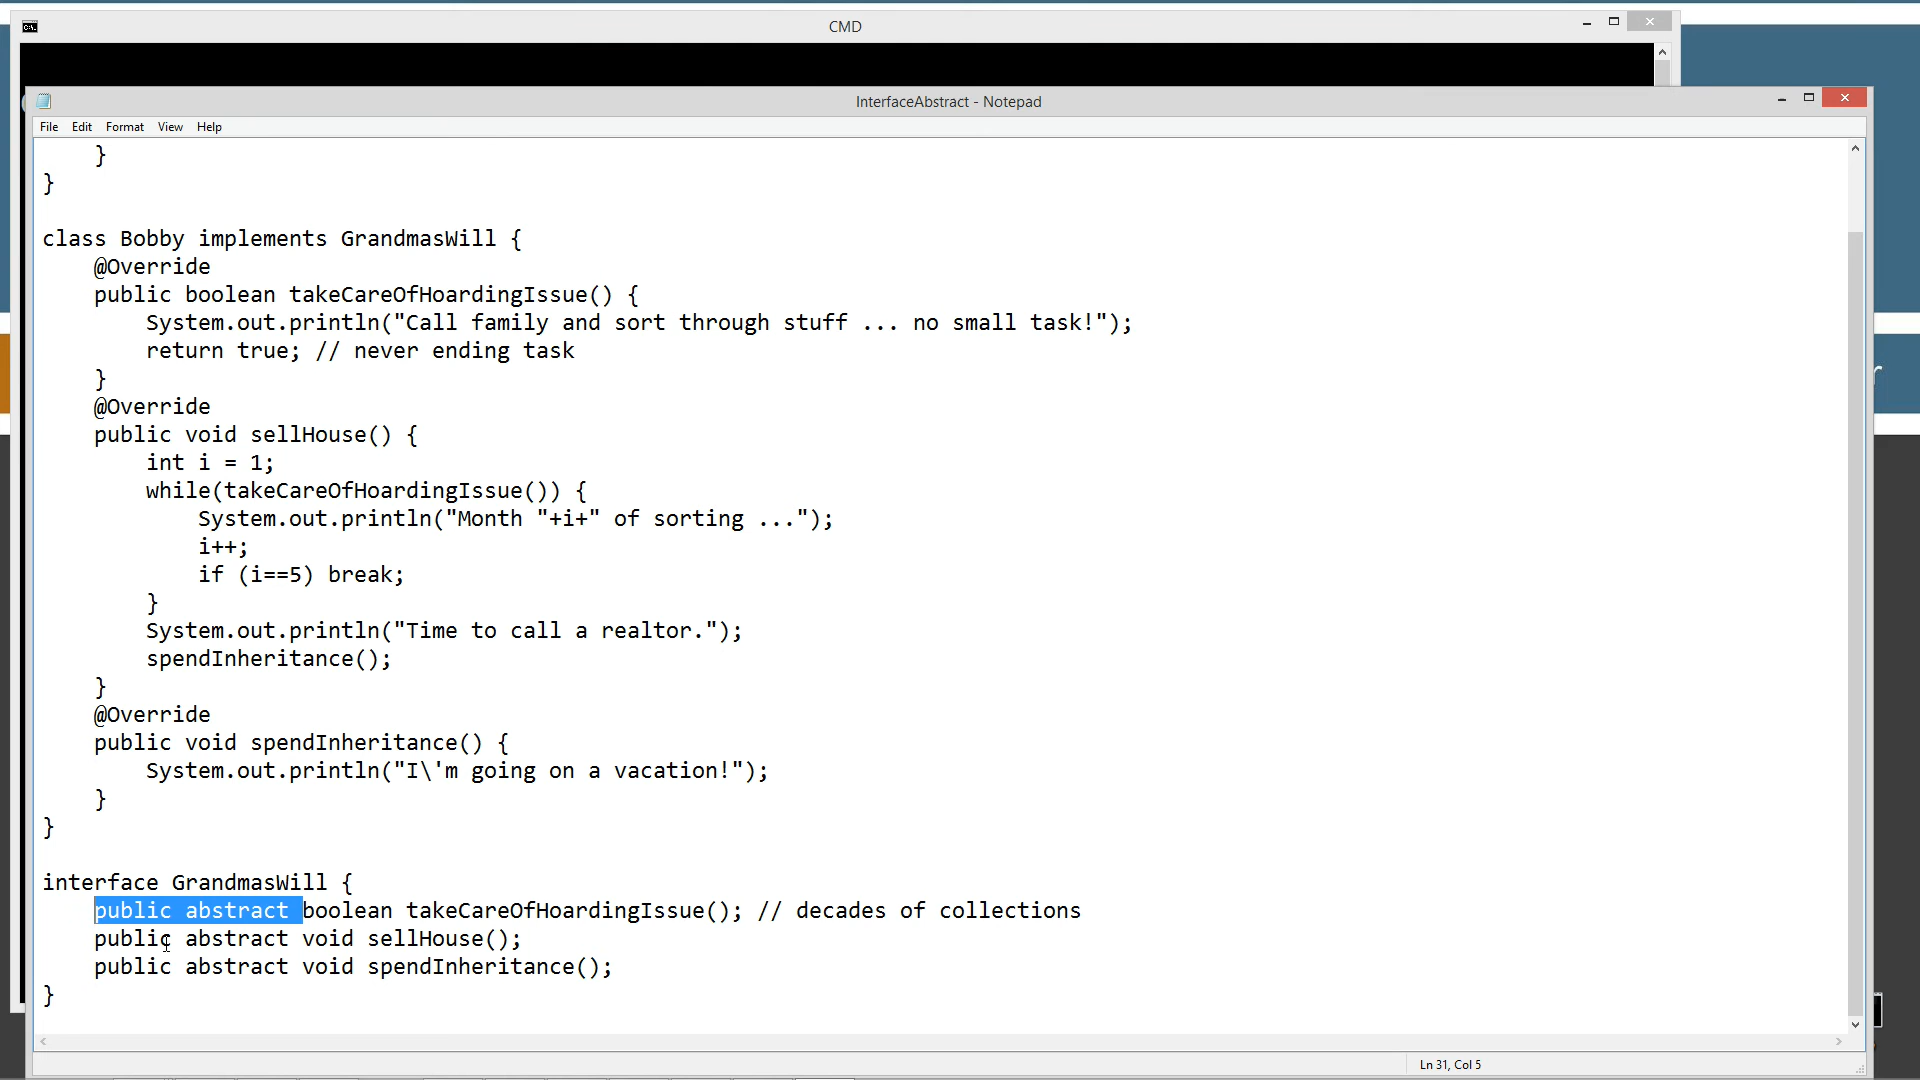 CMD
InterfaceAbstract - Notepad
File Edit Format View Help
    }
}

class Bobby implements GrandmasWill {
    @Override
    public boolean takeCareOfHoardingIssue() {
        System.out.println("Call family and sort through stuff ... no small task!");
        return true; // never ending task
    }
    @Override
    public void sellHouse() {
        int i = 1;
        while(takeCareOfHoardingIssue()) {
            System.out.println("Month "+i+" of sorting ...");
            i++;
            if (i==5) break;
        }
        System.out.println("Time to call a realtor.");
        spendInheritance();
    }
    @Override
    public void spendInheritance() {
        System.out.println("I\'m going on a vacation!");
    }
}

interface GrandmasWill {
    public abstract boolean takeCareOfHoardingIssue(); // decades of collections
    public abstract void sellHouse();
    public abstract void spendInheritance();
}
Ln 31, Col 5